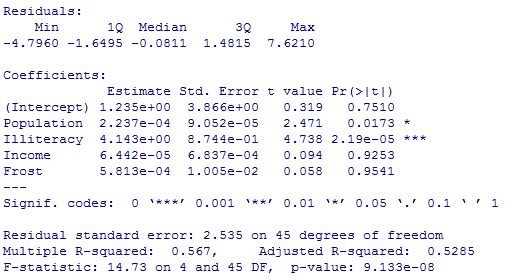 Residuals:
    Min      1Q  Median      3Q     Max
-4.7960 -1.6495 -0.0811  1.4815  7.6210

Coefficients:
             Estimate Std. Error t value Pr(>|t|)
(Intercept) 1.235e+00  3.866e+00   0.319   0.7510
Population  2.237e-04  9.052e-05   2.471   0.0173 *
Illiteracy  4.143e+00  8.744e-01   4.738 2.19e-05 ***
Income      6.442e-05  6.837e-04   0.094   0.9253
Frost       5.813e-04  1.005e-02   0.058   0.9541
---
Signif. codes:  0 ‘***’ 0.001 ‘**’ 0.01 ‘*’ 0.05 ‘.’ 0.1 ‘ ’ 1

Residual standard error: 2.535 on 45 degrees of freedom
Multiple R-squared:  0.567,     Adjusted R-squared:  0.5285
F-statistic: 14.73 on 4 and 45 DF,  p-value: 9.133e-08